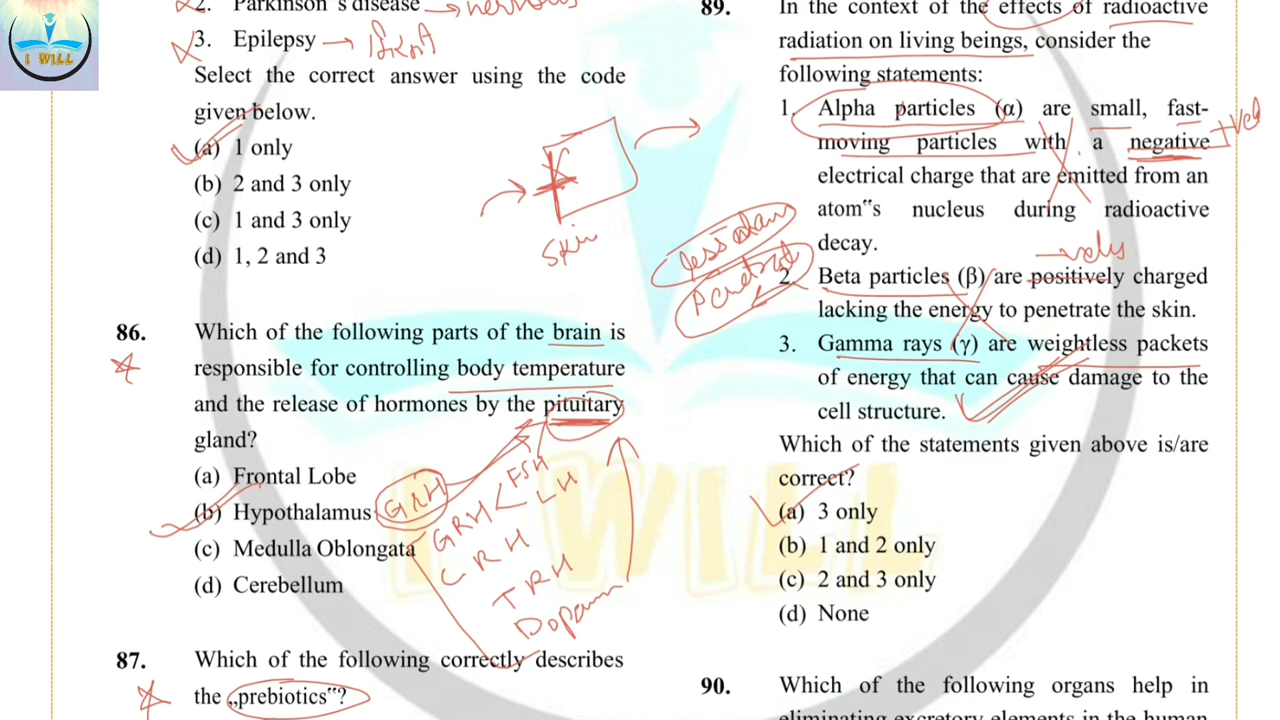 I WILL
2. Parkinson‟s disease → nervous
3. Epilepsy →
Select the correct answer using the code
given below.
(a) 1 only
(b) 2 and 3 only
(c) 1 and 3 only
(d) 1, 2 and 3
Skin
86. Which of the following parts of the brain is
responsible for controlling body temperature
and the release of hormones by the pituitary
gland?
(a) Frontal Lobe
(b) Hypothalamus GRH
(c) Medulla Oblongata
(d) Cerebellum
GRH < FSH
LH
CRH
TRH
87. Which of the following correctly describes
the „prebiotics‟?
89. In the context of the effects of radioactive
radiation on living beings, consider the
following statements:
1. Alpha particles (α) are small, fast-
moving particles with a negative +ve
electrical charge that are emitted from an
atom‟s nucleus during radioactive
decay.
2. Beta particles (β) are positively charged
lacking the energy to penetrate the skin.
3. Gamma rays (γ) are weightless packets
of energy that can cause damage to the
cell structure.
Which of the statements given above is/are
correct?
(a) 3 only
(b) 1 and 2 only
(c) 2 and 3 only
(d) None
90. Which of the following organs help in
eliminating excretory elements in the human
I WILL